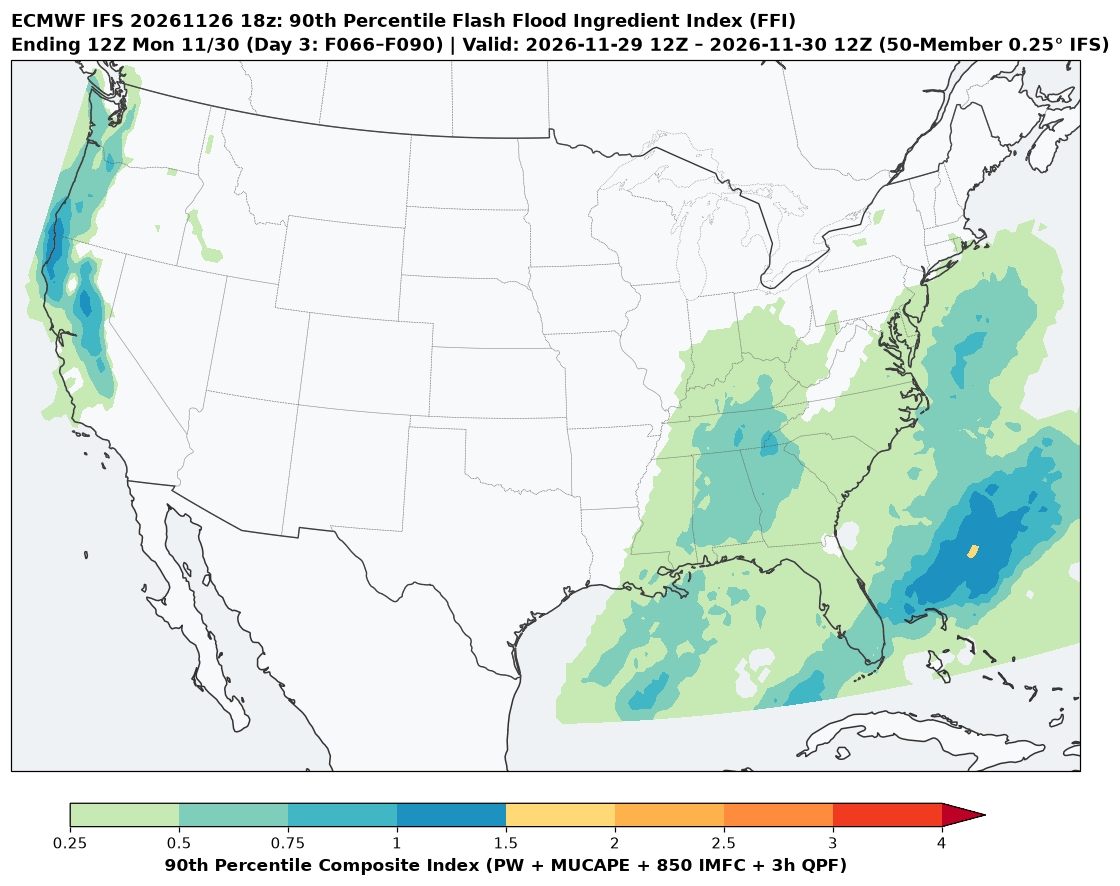 ECMWF IFS 20261126 18z: 90th Percentile Flash Flood Ingredient Index (FFI)
Ending 12Z Mon 11/30 (Day 3: F066–F090) | Valid: 2026-11-29 12Z – 2026-11-30 12Z (50-Member 0.25° IFS)
0.25 0.5 0.75 1 1.5 2 2.5 3 4
90th Percentile Composite Index (PW + MUCAPE + 850 IMFC + 3h QPF)